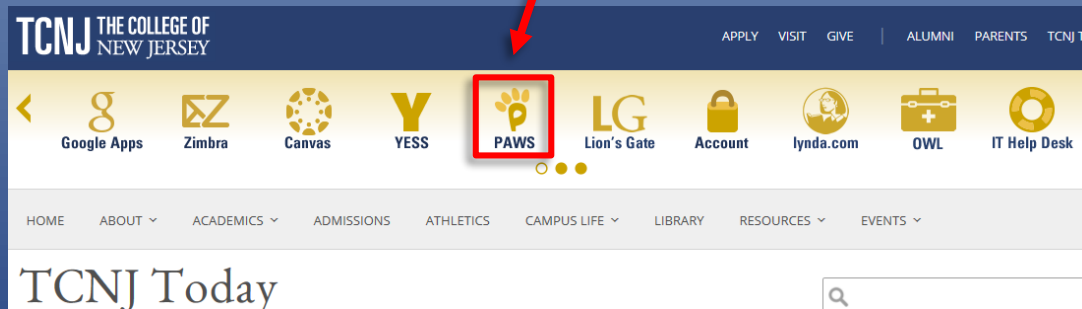 TCNJ THE COLLEGE OF
NEW JERSEY
APPLY VISIT GIVE | ALUMNI PARENTS TCNJ T
Google Apps Zimbra Canvas YESS PAWS LG Lion's Gate Account lynda.com OWL IT Help Desk
HOME ABOUT ACADEMICS ADMISSIONS ATHLETICS CAMPUS LIFE LIBRARY RESOURCES EVENTS
TCNJ Today